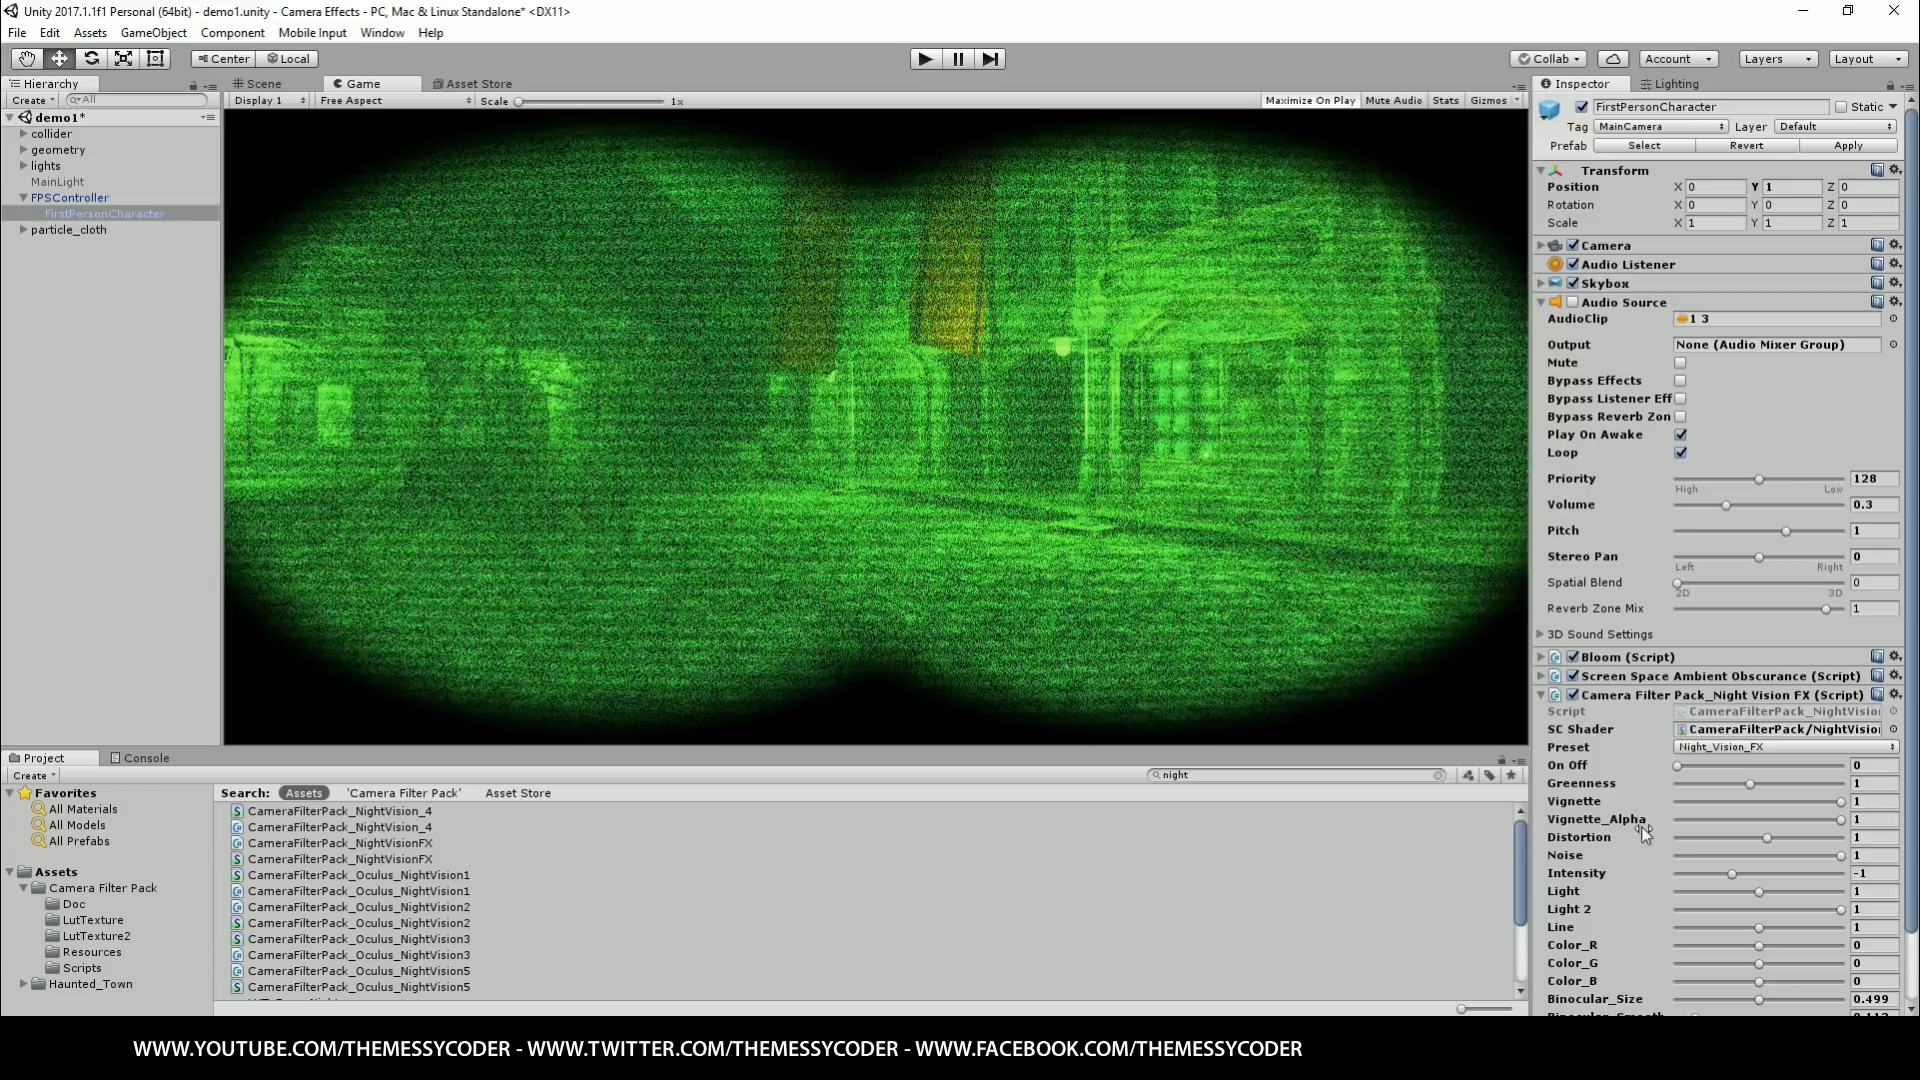 Unity 2017.1.1f1 Personal (64bit) - demo1.unity - Camera Effects - PC, Mac & Linux Standalone* <DX11>
File Edit Assets GameObject Component Mobile Input Window Help
Center Local
Collab Account Layers Layout
Hierarchy
Create All
demo1*
collider
geometry
lights
MainLight
FPSController
FirstPersonCharacter
particle_cloth
Scene Game Asset Store
Display 1 Free Aspect Scale 1x Maximize On Play Mute Audio Stats Gizmos
Inspector Lighting
FirstPersonCharacter Static
Tag MainCamera Layer Default
Prefab Select Revert Apply
Transform
Position X 0 Y 1 Z 0
Rotation X 0 Y 0 Z 0
Scale X 1 Y 1 Z 1
Camera
Audio Listener
Skybox
Audio Source
AudioClip 1 3
Output None (Audio Mixer Group)
Mute
Bypass Effects
Bypass Listener Eff
Bypass Reverb Zon
Play On Awake
Loop
Priority 128
High Low
Volume 0.3
Pitch 1
Stereo Pan 0
Left Right
Spatial Blend 0
2D 3D
Reverb Zone Mix 1
3D Sound Settings
Bloom (Script)
Screen Space Ambient Obscurance (Script)
Camera Filter Pack_Night Vision FX (Script)
Script CameraFilterPack_NightVision
SC Shader CameraFilterPack/NightVision
Preset Night_Vision_FX
On Off 0
Greenness 1
Vignette 1
Vignette_Alpha 1
Distortion 1
Noise 1
Intensity -1
Light 1
Light 2 1
Line 1
Color_R 0
Color_G 0
Color_B 0
Binocular_Size 0.499
Project Console
Create night
Favorites
All Materials
All Models
All Prefabs
Assets
Camera Filter Pack
Doc
LutTexture
LutTexture2
Resources
Scripts
Haunted_Town
Search: Assets 'Camera Filter Pack' Asset Store
CameraFilterPack_NightVision_4
CameraFilterPack_NightVision_4
CameraFilterPack_NightVisionFX
CameraFilterPack_NightVisionFX
CameraFilterPack_Oculus_NightVision1
CameraFilterPack_Oculus_NightVision1
CameraFilterPack_Oculus_NightVision2
CameraFilterPack_Oculus_NightVision2
CameraFilterPack_Oculus_NightVision3
CameraFilterPack_Oculus_NightVision3
CameraFilterPack_Oculus_NightVision5
CameraFilterPack_Oculus_NightVision5
WWW.YOUTUBE.COM/THEMESSYCODER - WWW.TWITTER.COM/THEMESSYCODER - WWW.FACEBOOK.COM/THEMESSYCODER